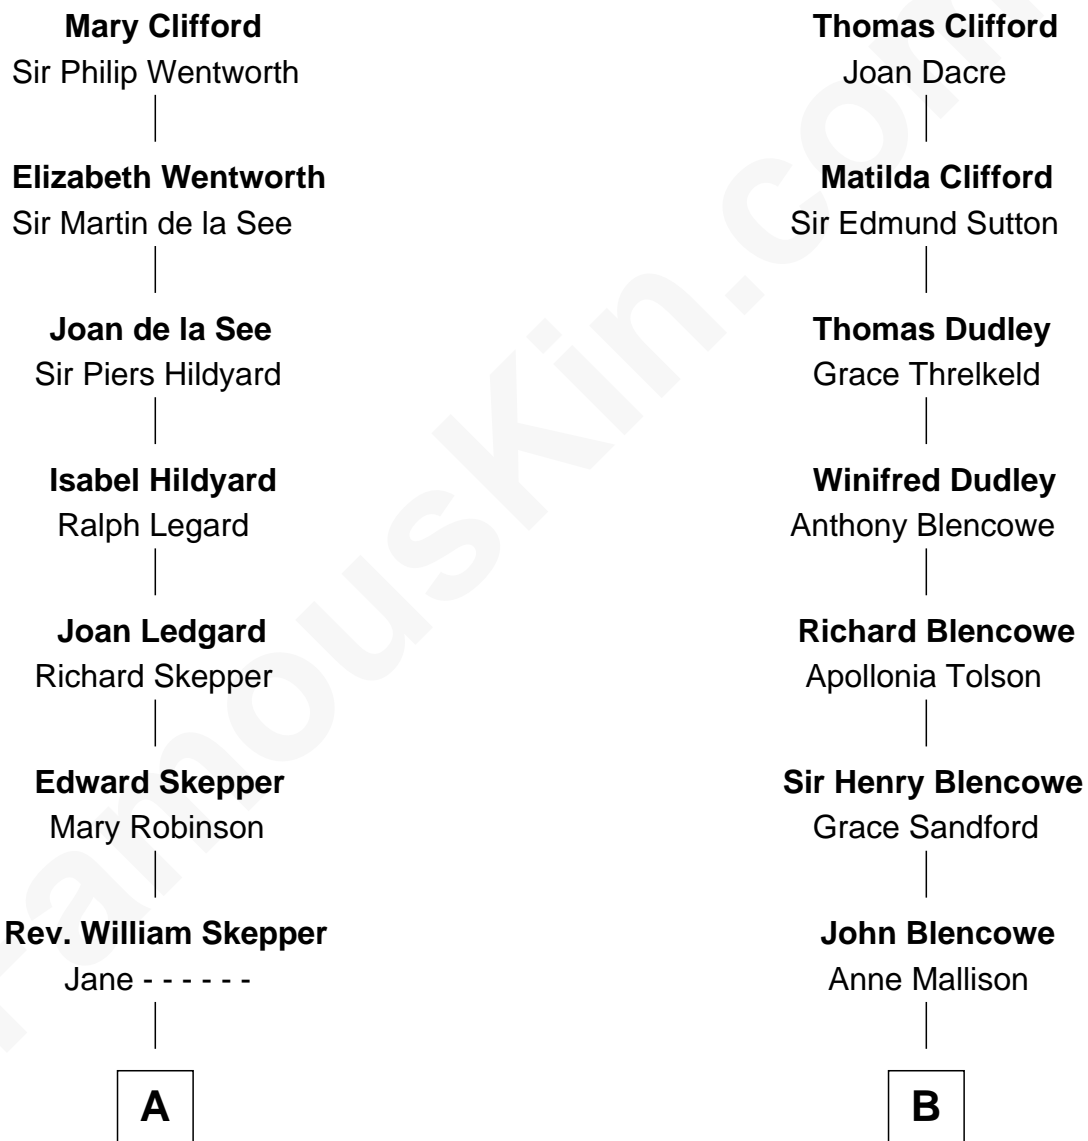 Mary Clifford
Sir Philip Wentworth
Elizabeth Wentworth
Sir Martin de la See
Joan de la See
Sir Piers Hildyard
Isabel Hildyard
Ralph Legard
Joan Ledgard
Richard Skepper
Edward Skepper
Mary Robinson
Rev. William Skepper
Jane - - - - - -
A
Thomas Clifford
Joan Dacre
Matilda Clifford
Sir Edmund Sutton
Thomas Dudley
Grace Threlkeld
Winifred Dudley
Anthony Blencowe
Richard Blencowe
Apollonia Tolson
Sir Henry Blencowe
Grace Sandford
John Blencowe
Anne Mallison
B
FamousKin.com